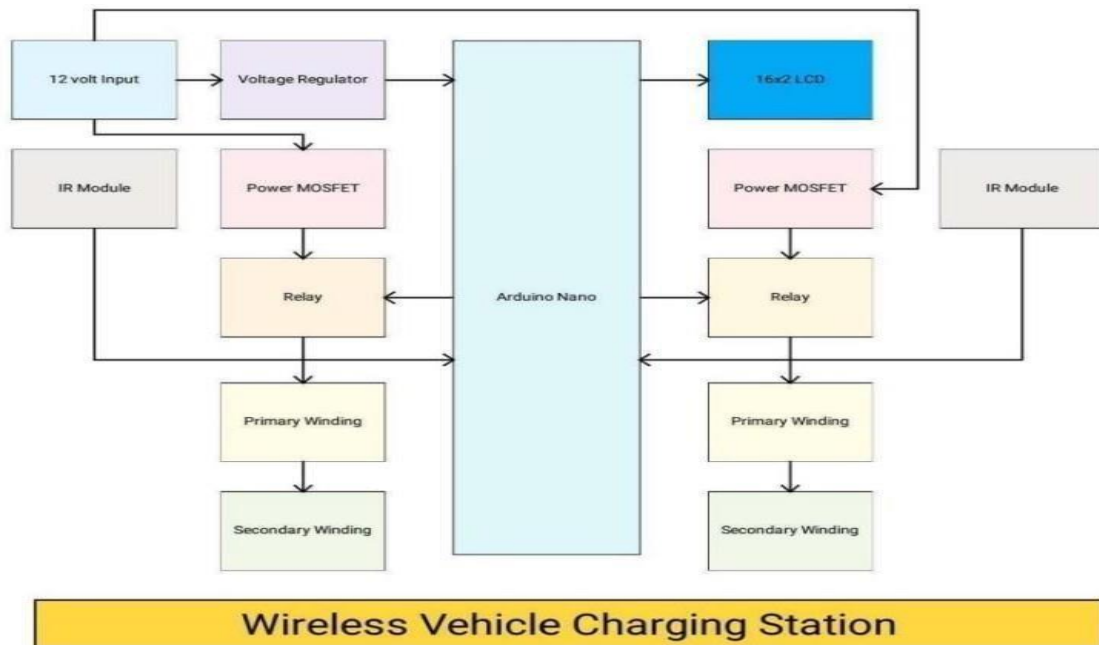 12 volt Input
Voltage Regulator
16x2 LCD
IR Module
Power MOSFET
Power MOSFET
IR Module
Relay
Arduino Nano
Relay
Primary Winding
Primary Winding
Secondary Winding
Secondary Winding
Wireless Vehicle Charging Station